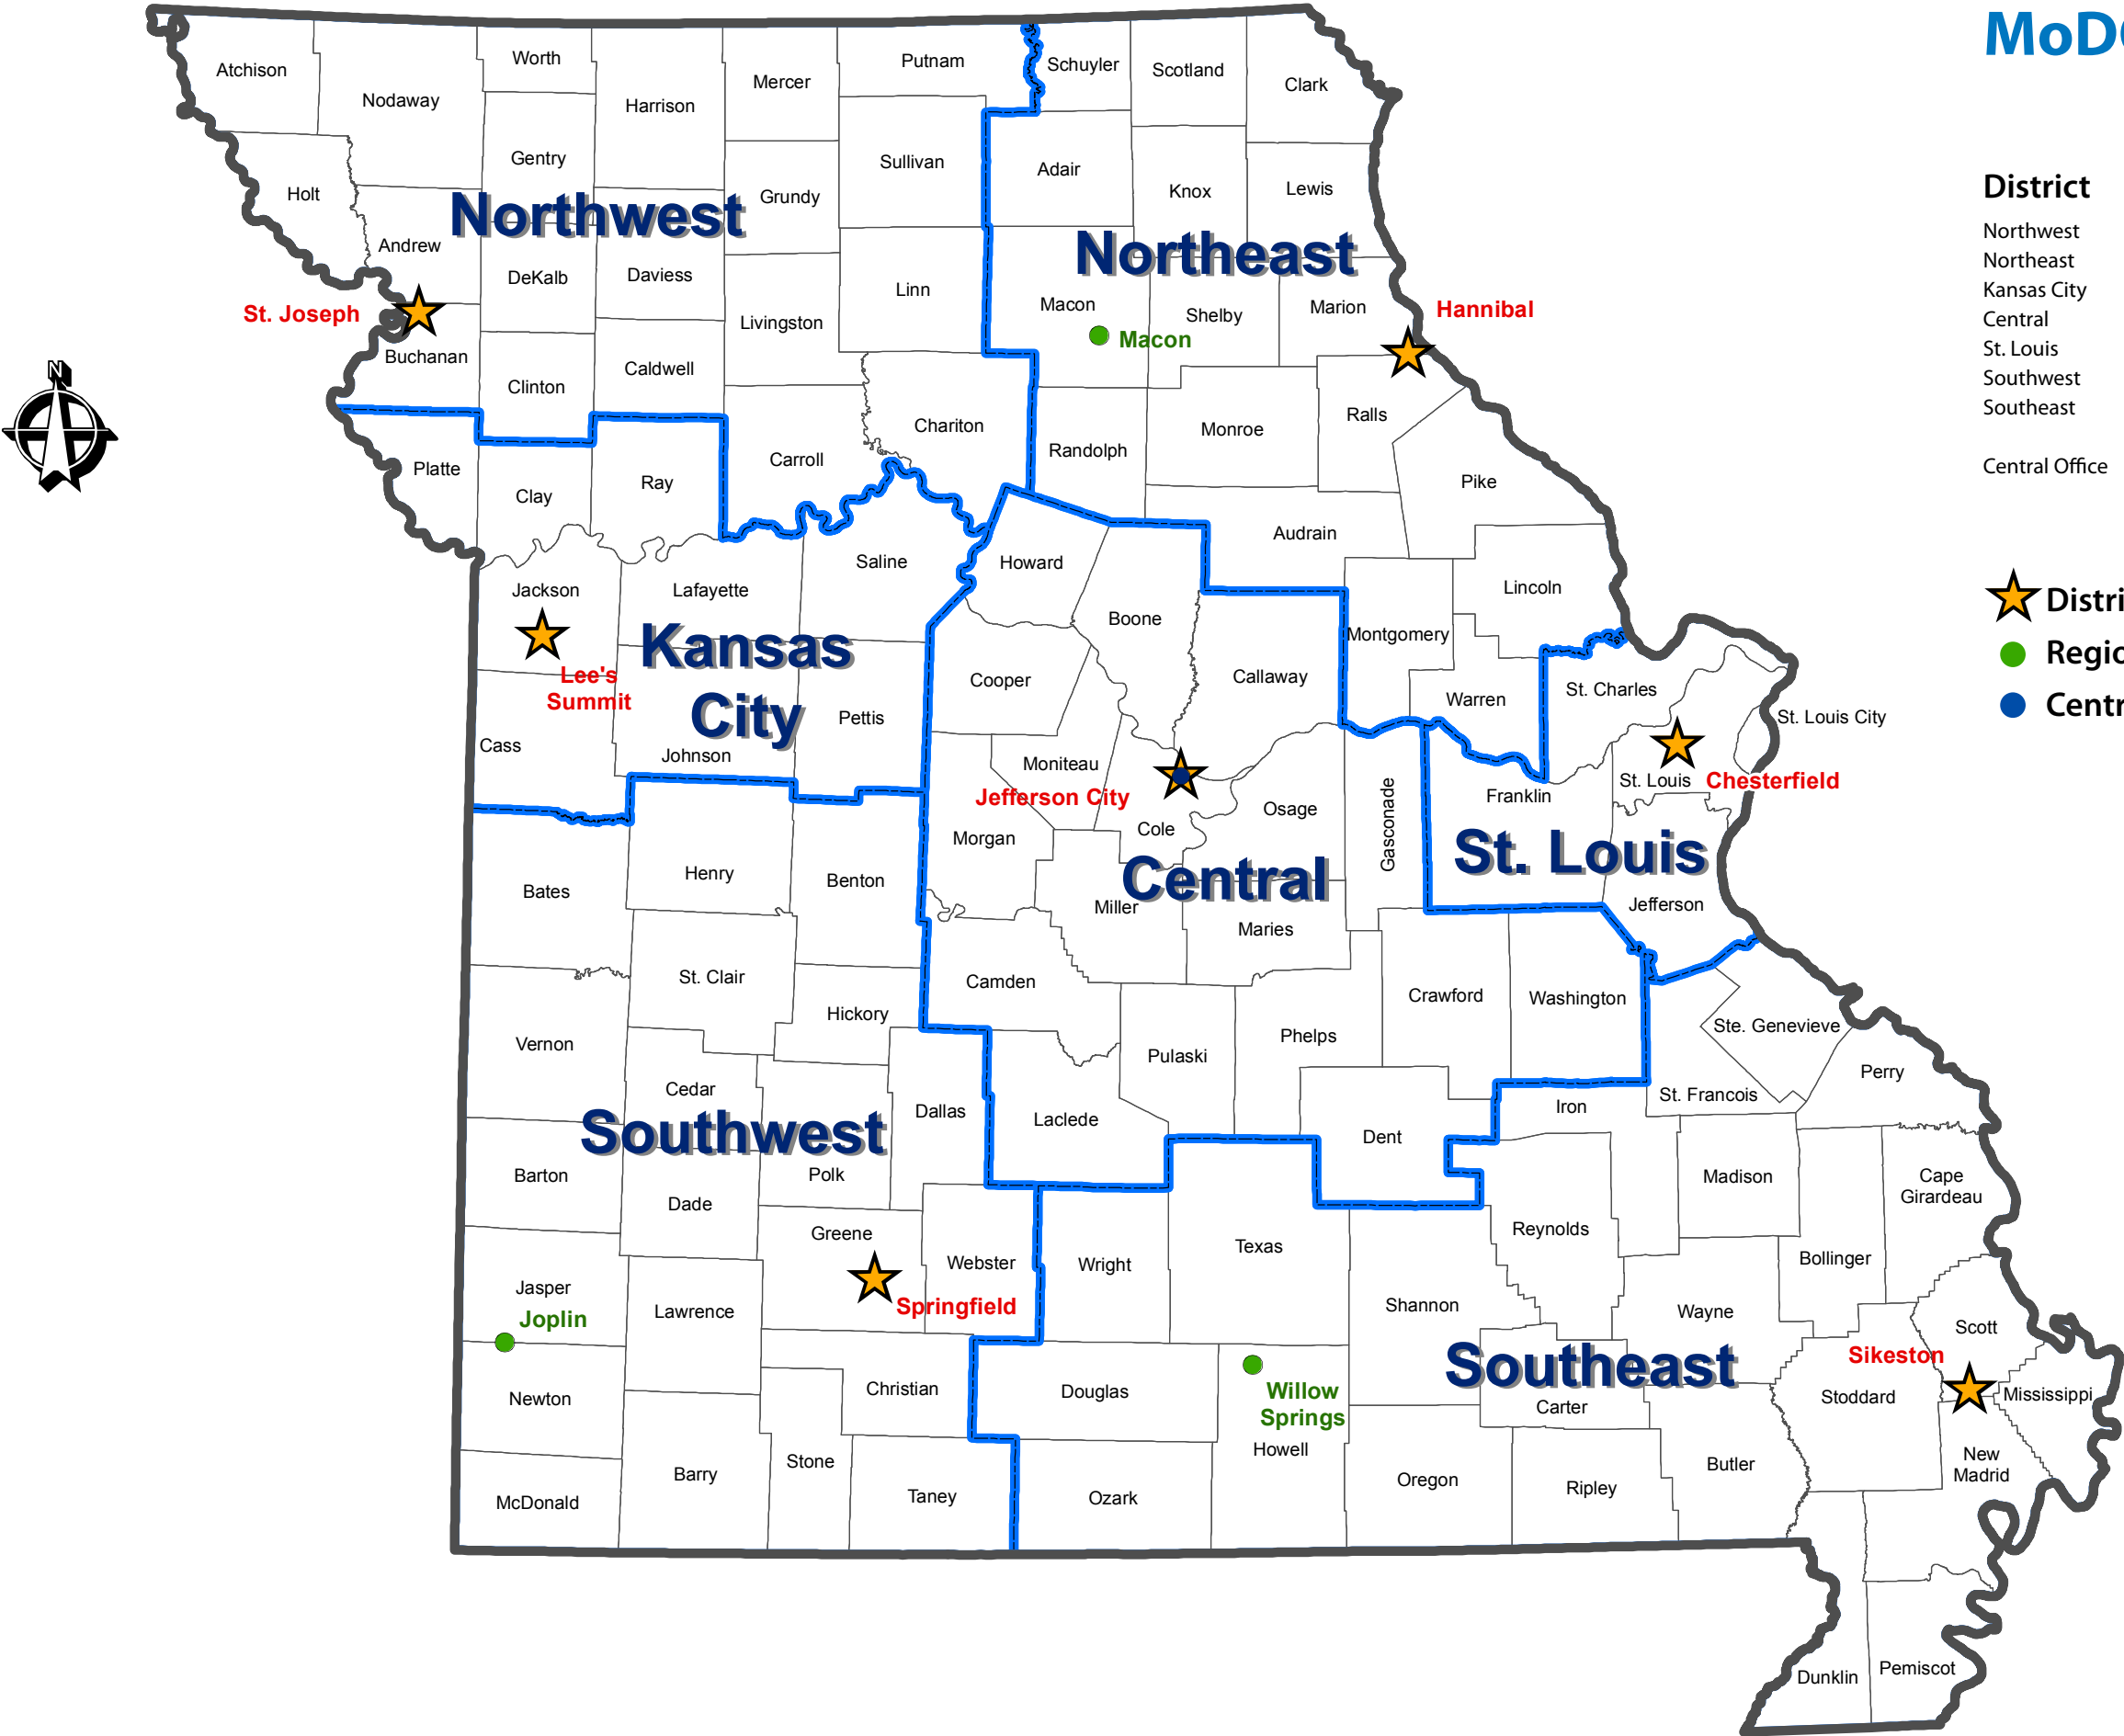 MoD
District
Northwest
Northeast
Kansas City
Central
St. Louis
Southwest
Southeast
Central Office
Distri
Regio
Centr
N
Atchison
Nodaway
Worth
Harrison
Mercer
Putnam
Schuyler
Scotland
Clark
Gentry
Sullivan
Adair
Knox
Lewis
Holt
Grundy
Northwest
Andrew
DeKalb
Daviess
Northeast
Linn
Macon
Shelby
Marion
Hannibal
St. Joseph
Livingston
Macon
Buchanan
Clinton
Caldwell
Chariton
Ralls
Monroe
Randolph
Platte
Clay
Ray
Carroll
Pike
Audrain
Saline
Howard
Jackson
Lafayette
Lincoln
Boone
Montgomery
Kansas
City
Lee's
Summit
Cooper
Callaway
Warren
St. Charles
St. Louis City
Pettis
Cass
Johnson
Moniteau
St. Louis
Chesterfield
Jefferson City
Franklin
Osage
Gasconade
Morgan
Cole
St. Louis
Henry
Benton
Central
Bates
Miller
Jefferson
Maries
St. Clair
Camden
Crawford
Washington
Hickory
Ste. Genevieve
Vernon
Phelps
Pulaski
Perry
Cedar
St. Francois
Iron
Dallas
Laclede
Southwest
Dent
Barton
Polk
Madison
Cape
Girardeau
Dade
Greene
Reynolds
Texas
Webster
Wright
Bollinger
Jasper
Joplin
Lawrence
Springfield
Shannon
Wayne
Scott
Southeast
Sikeston
Newton
Christian
Douglas
Willow
Springs
Stoddard
Mississippi
Carter
Howell
New
Madrid
Barry
Stone
Butler
Oregon
Ripley
McDonald
Taney
Ozark
Dunklin
Pemiscot